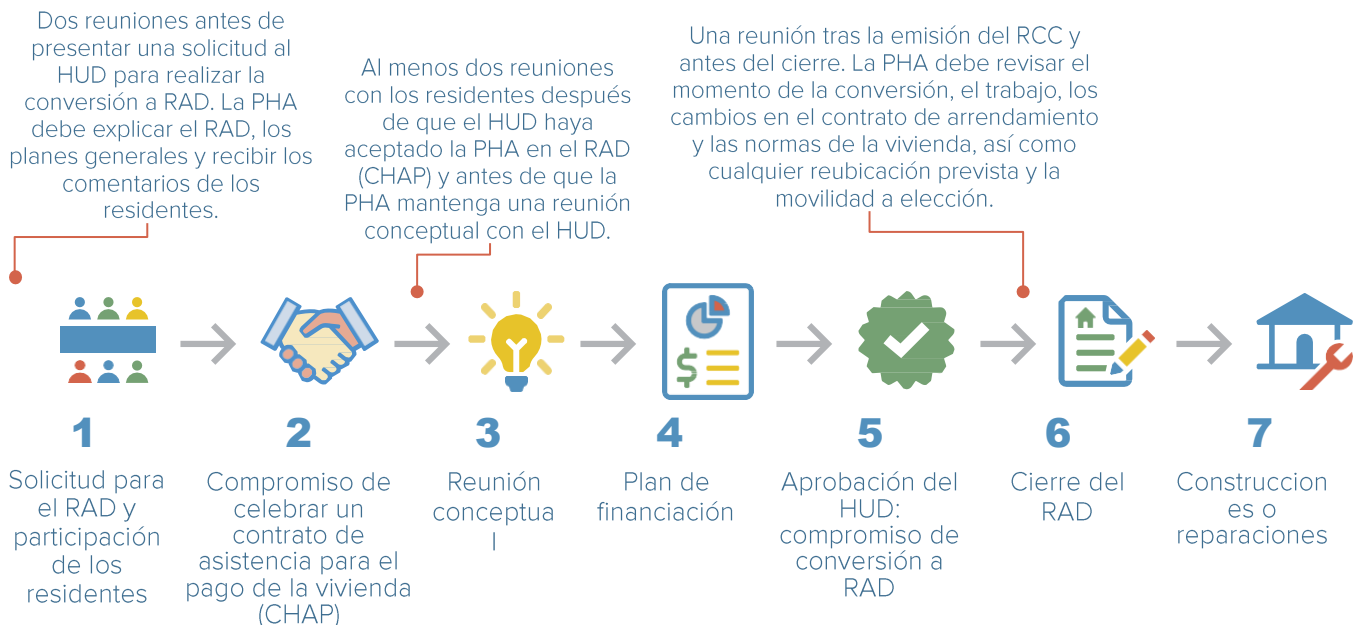 Dos reuniones antes de
presentar una solicitud al
HUD para realizar la
conversión a RAD. La PHA
debe explicar el RAD, los
planes generales y recibir los
comentarios de los
residentes.
Al menos dos reuniones
con los residentes después
de que el HUD haya
aceptado la PHA en el RAD
(CHAP) y antes de que la
PHA mantenga una reunión
conceptual con el HUD.
Una reunión tras la emisión del RCC y
antes del cierre. La PHA debe revisar el
momento de la conversión, el trabajo, los
cambios en el contrato de arrendamiento
y las normas de la vivienda, así como
cualquier reubicación prevista y la
movilidad a elección.
$
1
Solicitud para
el RAD y
participación
de los
residentes
2
Compromiso de
celebrar un
contrato de
asistencia para el
pago de la vivienda
(CHAP)
3
Reunión
conceptua
l
4
Plan de
financiación
5
Aprobación del
HUD:
compromiso de
conversión a
RAD
6
Cierre del
RAD
7
Construccion
es o
reparaciones